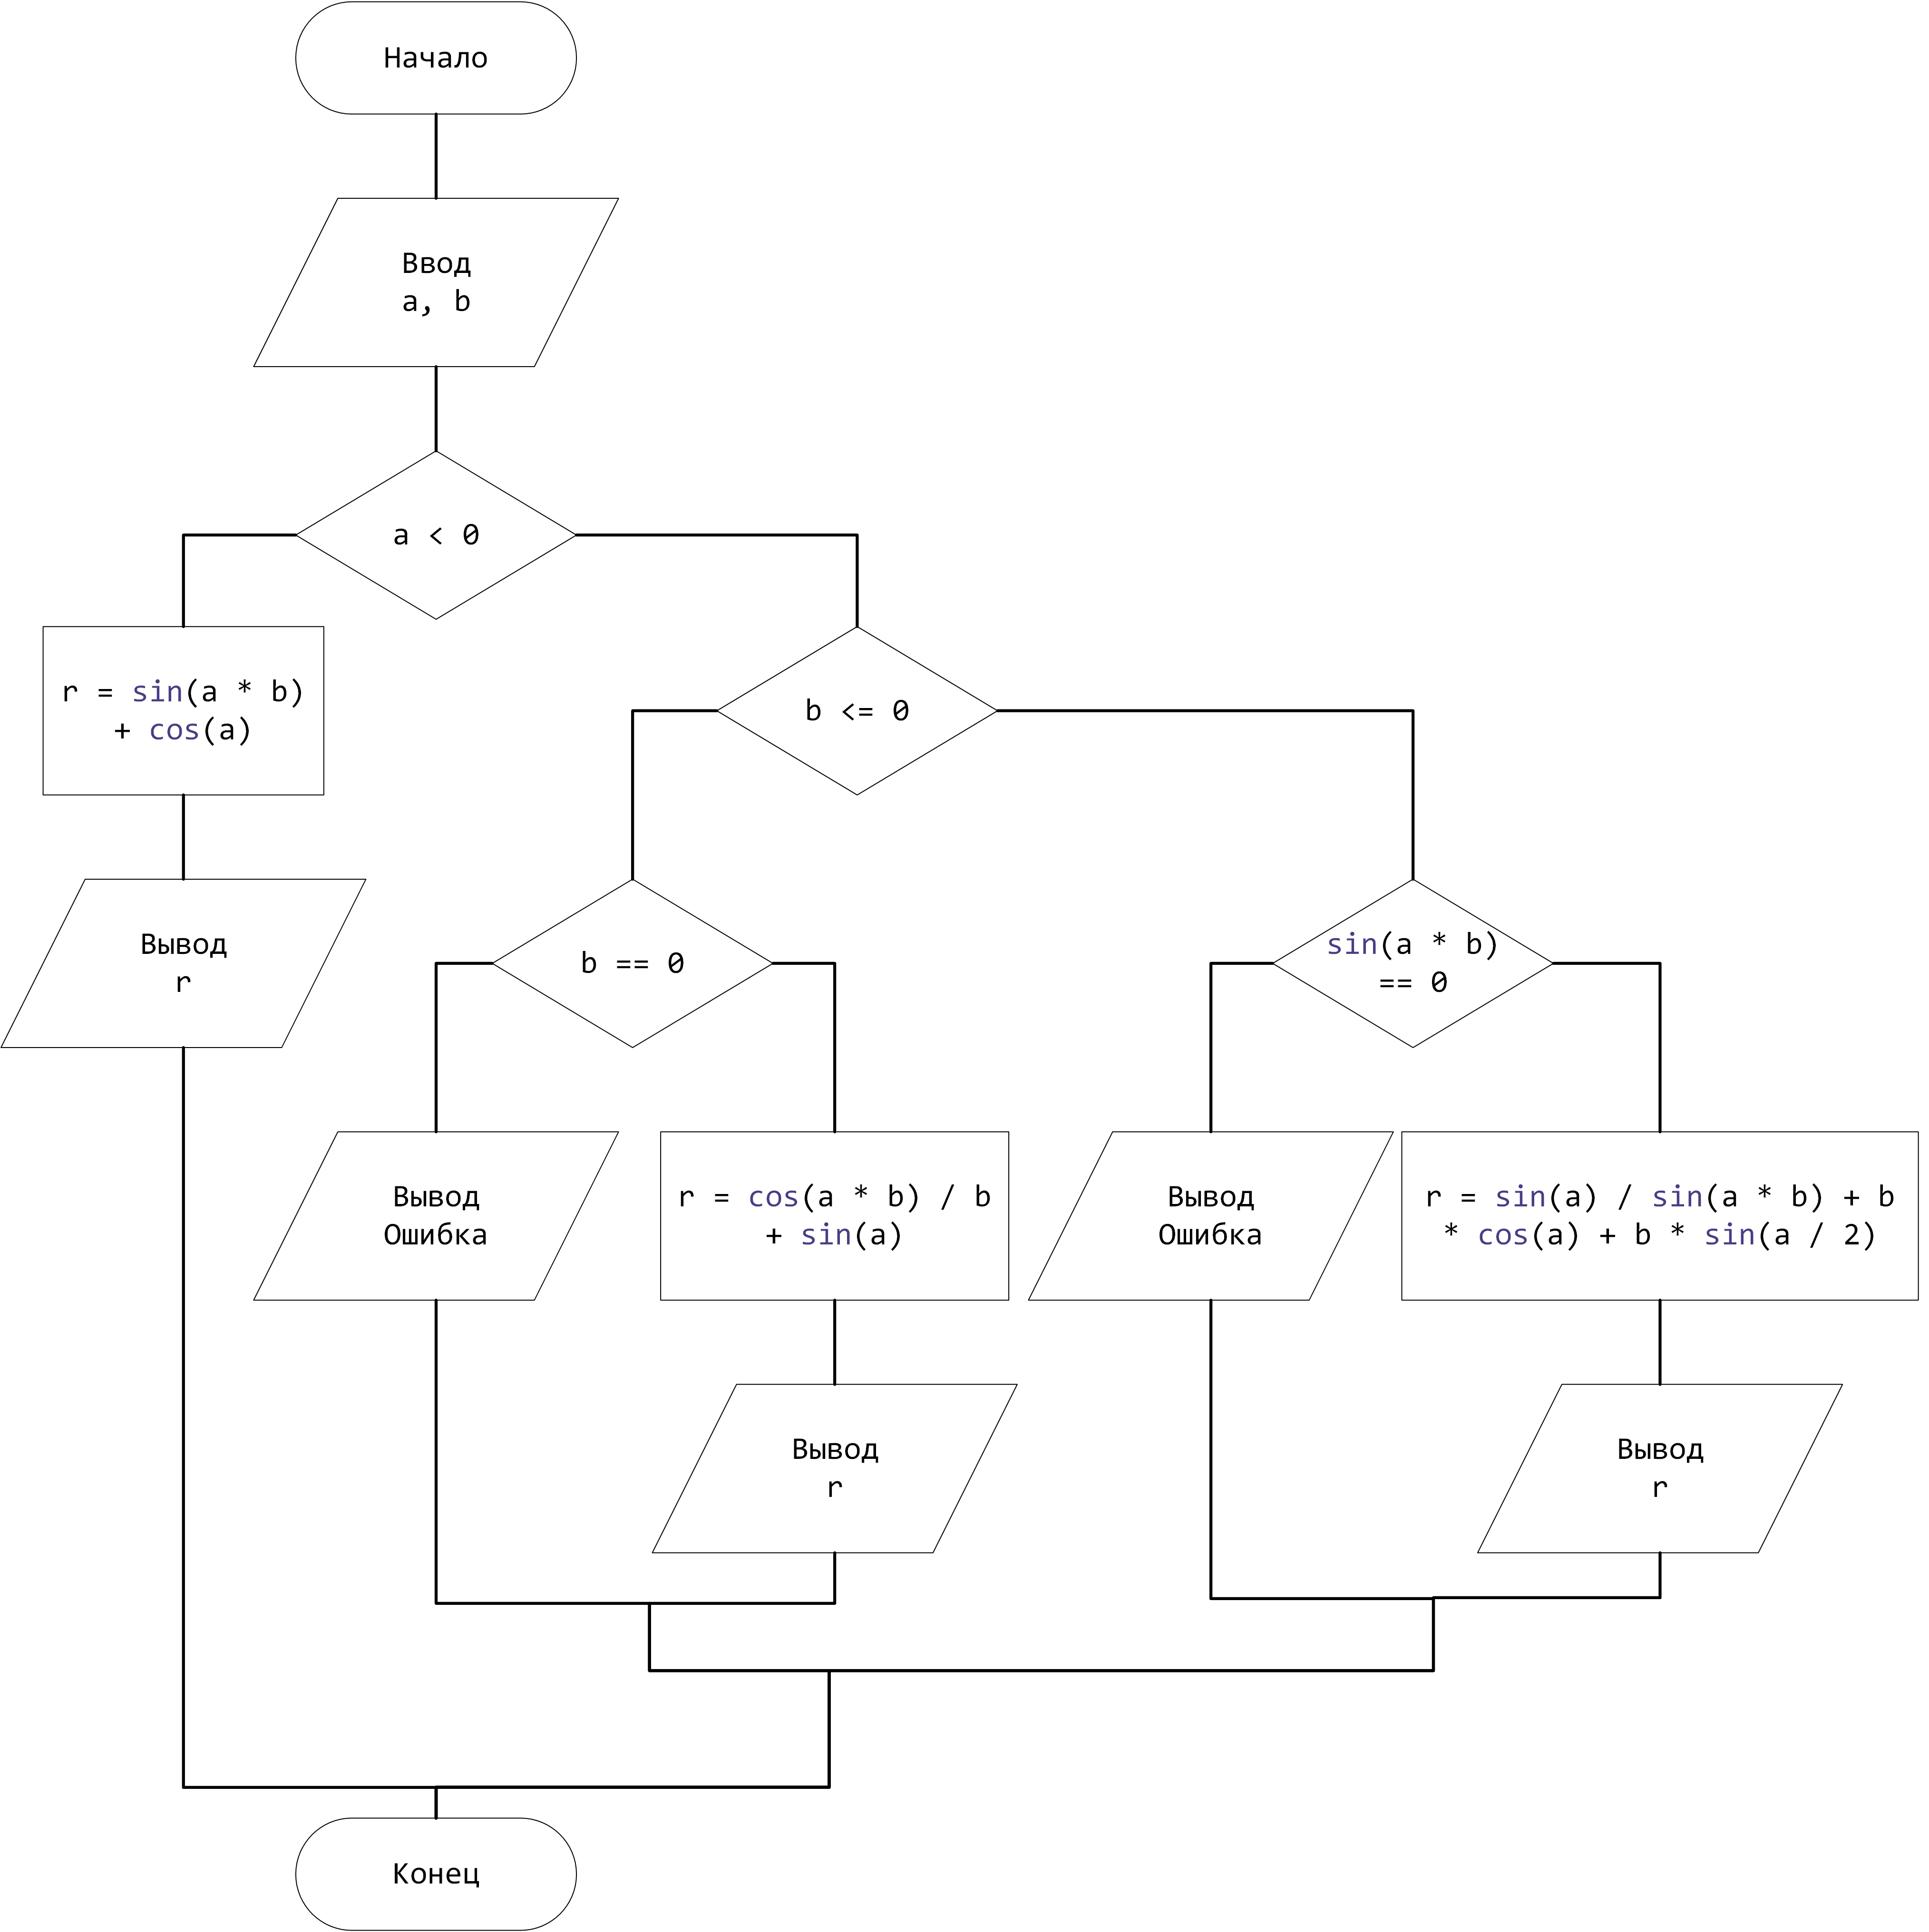 Начало
Ввод
a, b
a < 0
r = sin(a * b)
+ cos(a)
b <= 0
Вывод
r
b == 0
sin(a * b)
== 0
Вывод
Ошибка
r = cos(a * b) / b
+ sin(a)
Вывод
Ошибка
r = sin(a) / sin(a * b) + b
* cos(a) + b * sin(a / 2)
Вывод
r
Вывод
r
Конец